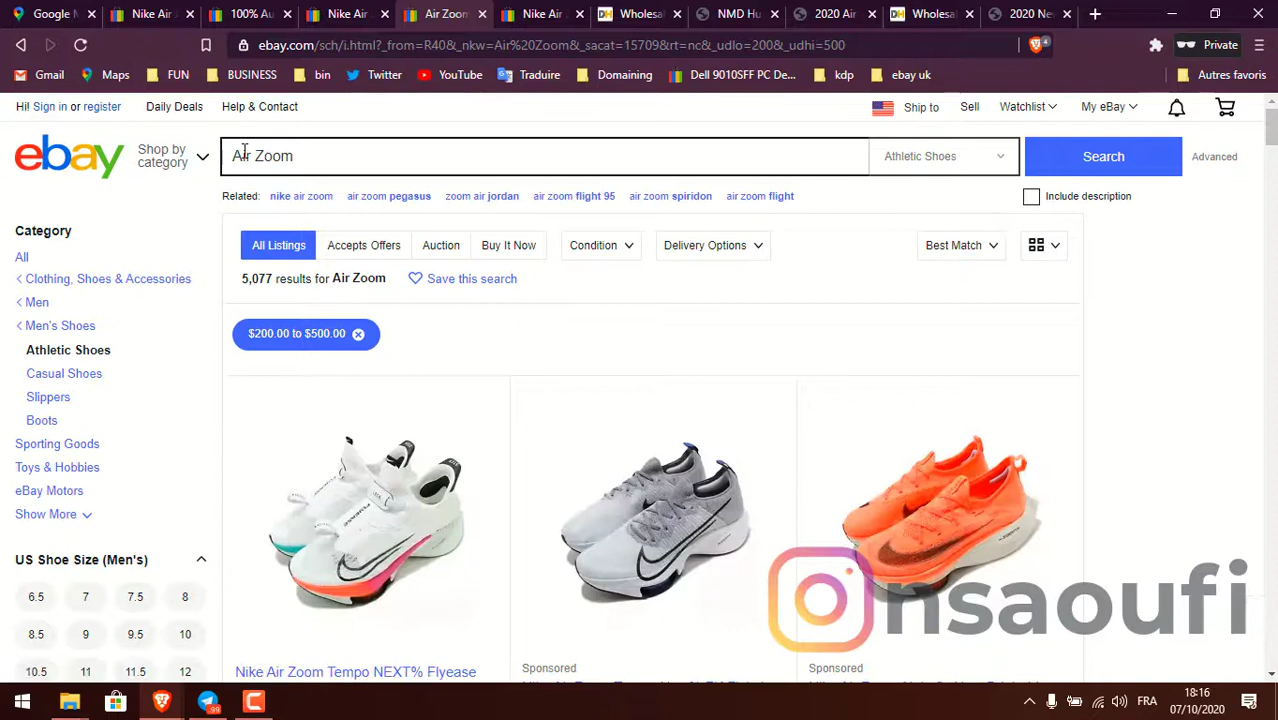 Google M
Nike Air
100% Au
Nike Air
Air Zoom
Nike Air
DH Wholesal
NMD Hu
2020 Air
DH Wholesal
2020 Ne
ebay.com/sch/i.html?_from=R40&_nkw=Air%20Zoom&_sacat=15709&rt=nc&_udlo=200&_udhi=500
4
Private
Gmail
Maps
FUN
BUSINESS
bin
Twitter
YouTube
Traduire
Domaining
Dell 9010SFF PC De...
kdp
ebay uk
Autres favoris
Hi! Sign in or register
Daily Deals
Help & Contact
Ship to
Sell
Watchlist
My eBay
ebay
Shop by
category
Air Zoom
Athletic Shoes
Search
Advanced
Related: nike air zoom air zoom pegasus zoom air jordan air zoom flight 95 air zoom spiridon air zoom flight
Include description
Category
All
Clothing, Shoes & Accessories
Men
Men's Shoes
Athletic Shoes
Casual Shoes
Slippers
Boots
Sporting Goods
Toys & Hobbies
eBay Motors
Show More
US Shoe Size (Men's)
6.5 7 7.5 8
8.5 9 9.5 10
10.5 11 11.5 12
All Listings
Accepts Offers
Auction
Buy It Now
Condition
Delivery Options
Best Match
5,077 results for Air Zoom
Save this search
$200.00 to $500.00
Nike Air Zoom Tempo NEXT% Flyease
Sponsored
Sponsored
nsaoufi
99
FRA
18:16
07/10/2020